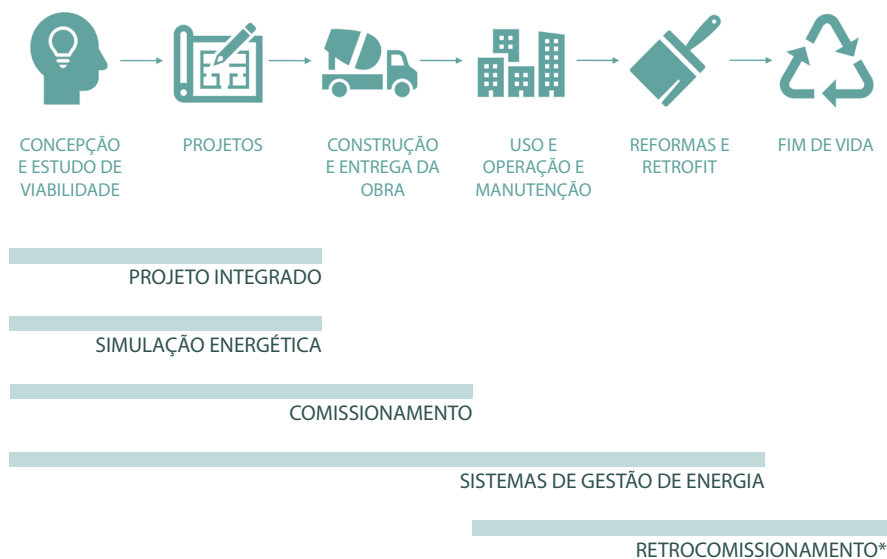 CONCEPÇÃO
E ESTUDO DE
VIABILIDADE
PROJETOS
CONSTRUÇÃO
E ENTREGA DA
OBRA
USO E
OPERAÇÃO E
MANUTENÇÃO
REFORMAS E
RETROFIT
FIM DE VIDA
PROJETO INTEGRADO
SIMULAÇÃO ENERGÉTICA
COMISSIONAMENTO
SISTEMAS DE GESTÃO DE ENERGIA
RETROCOMISSIONAMENTO*